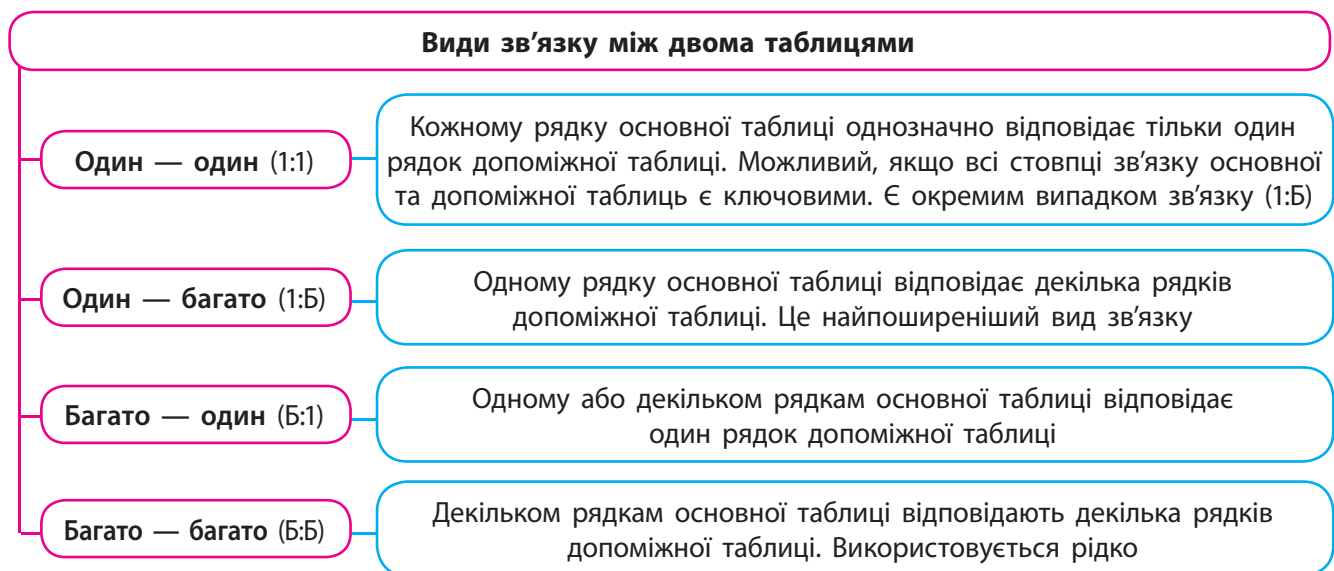 Види зв’язку між двома таблицями
Один — один (1:1)
Кожному рядку основної таблиці однозначно відповідає тільки один
рядок допоміжної таблиці. Можливий, якщо всі стовпці зв’язку основної
та допоміжної таблиць є ключовими. Є окремим випадком зв’язку (1:Б)
Один — багато (1:Б)
Одному рядку основної таблиці відповідає декілька рядків
допоміжної таблиці. Це найпоширеніший вид зв’язку
Багато — один (Б:1)
Одному або декільком рядкам основної таблиці відповідає
один рядок допоміжної таблиці
Багато — багато (Б:Б)
Декільком рядкам основної таблиці відповідають декілька рядків
допоміжної таблиці. Використовується рідко